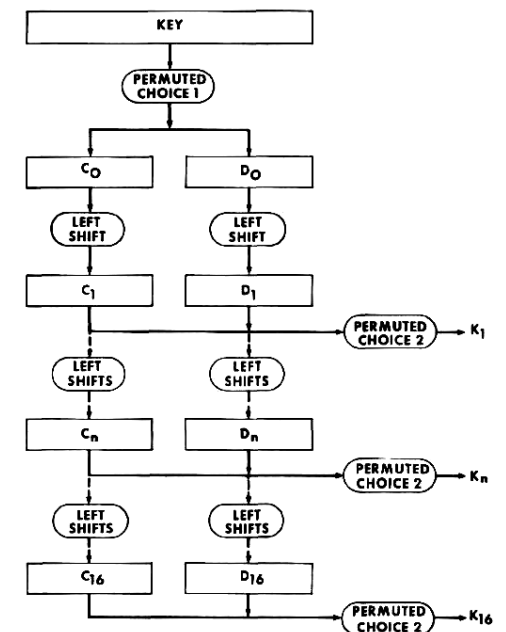 KEY
PERMUTED
CHOICE 1
C0
D0
LEFT
SHIFT
LEFT
SHIFT
C1
D1
PERMUTED
CHOICE 2
K1
LEFT
SHIFTS
LEFT
SHIFTS
Cn
Dn
PERMUTED
CHOICE 2
Kn
LEFT
SHIFTS
LEFT
SHIFTS
C16
D16
PERMUTED
CHOICE 2
K16